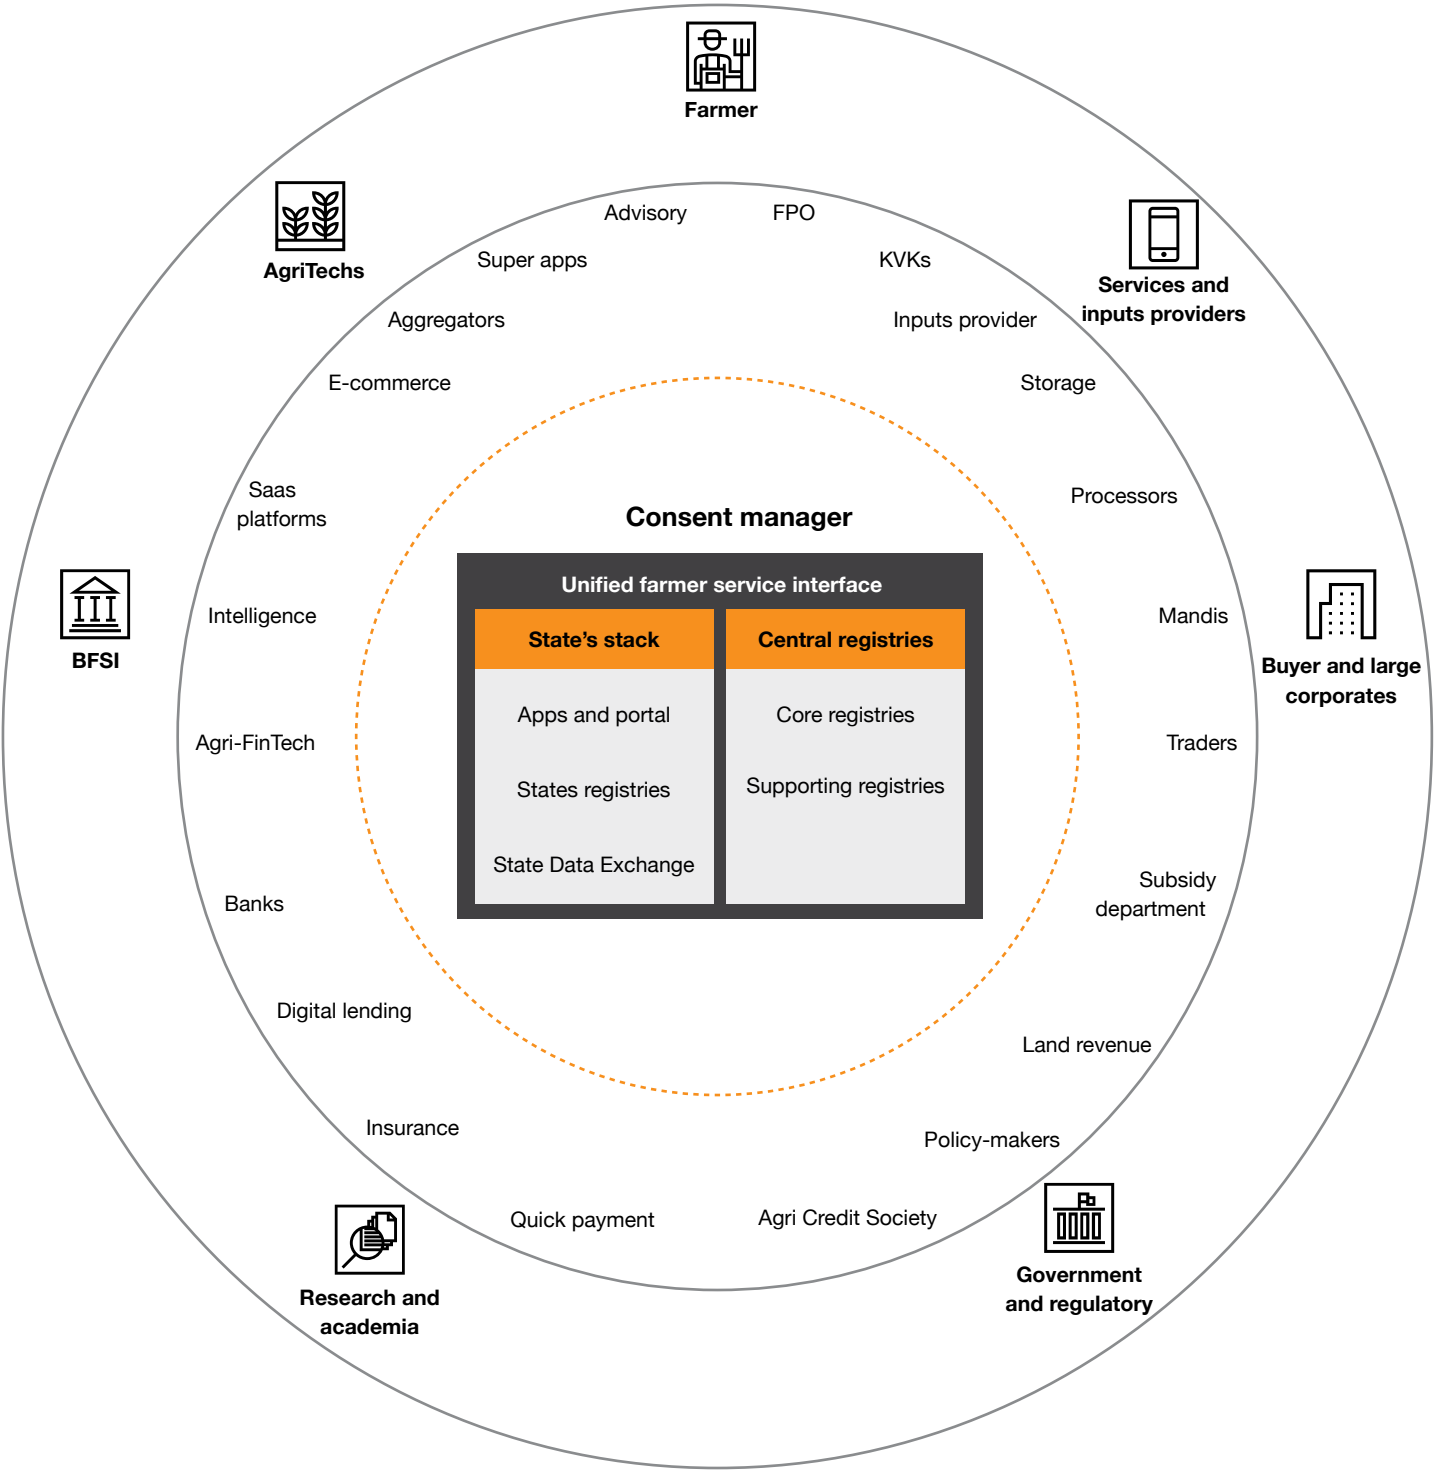 Farmer
AgriTechs
Services and
inputs providers
Advisory
FPO
Super apps
KVKs
Aggregators
Inputs provider
E-commerce
Storage
Saas
platforms
Processors
Consent manager
Unified farmer service interface
State’s stack
Central registries
Apps and portal
Core registries
States registries
Supporting registries
State Data Exchange
Intelligence
Mandis
BFSI
Buyer and large
corporates
Agri-FinTech
Traders
Banks
Subsidy
department
Digital lending
Land revenue
Insurance
Policy-makers
Quick payment
Agri Credit Society
Research and
academia
Government
and regulatory